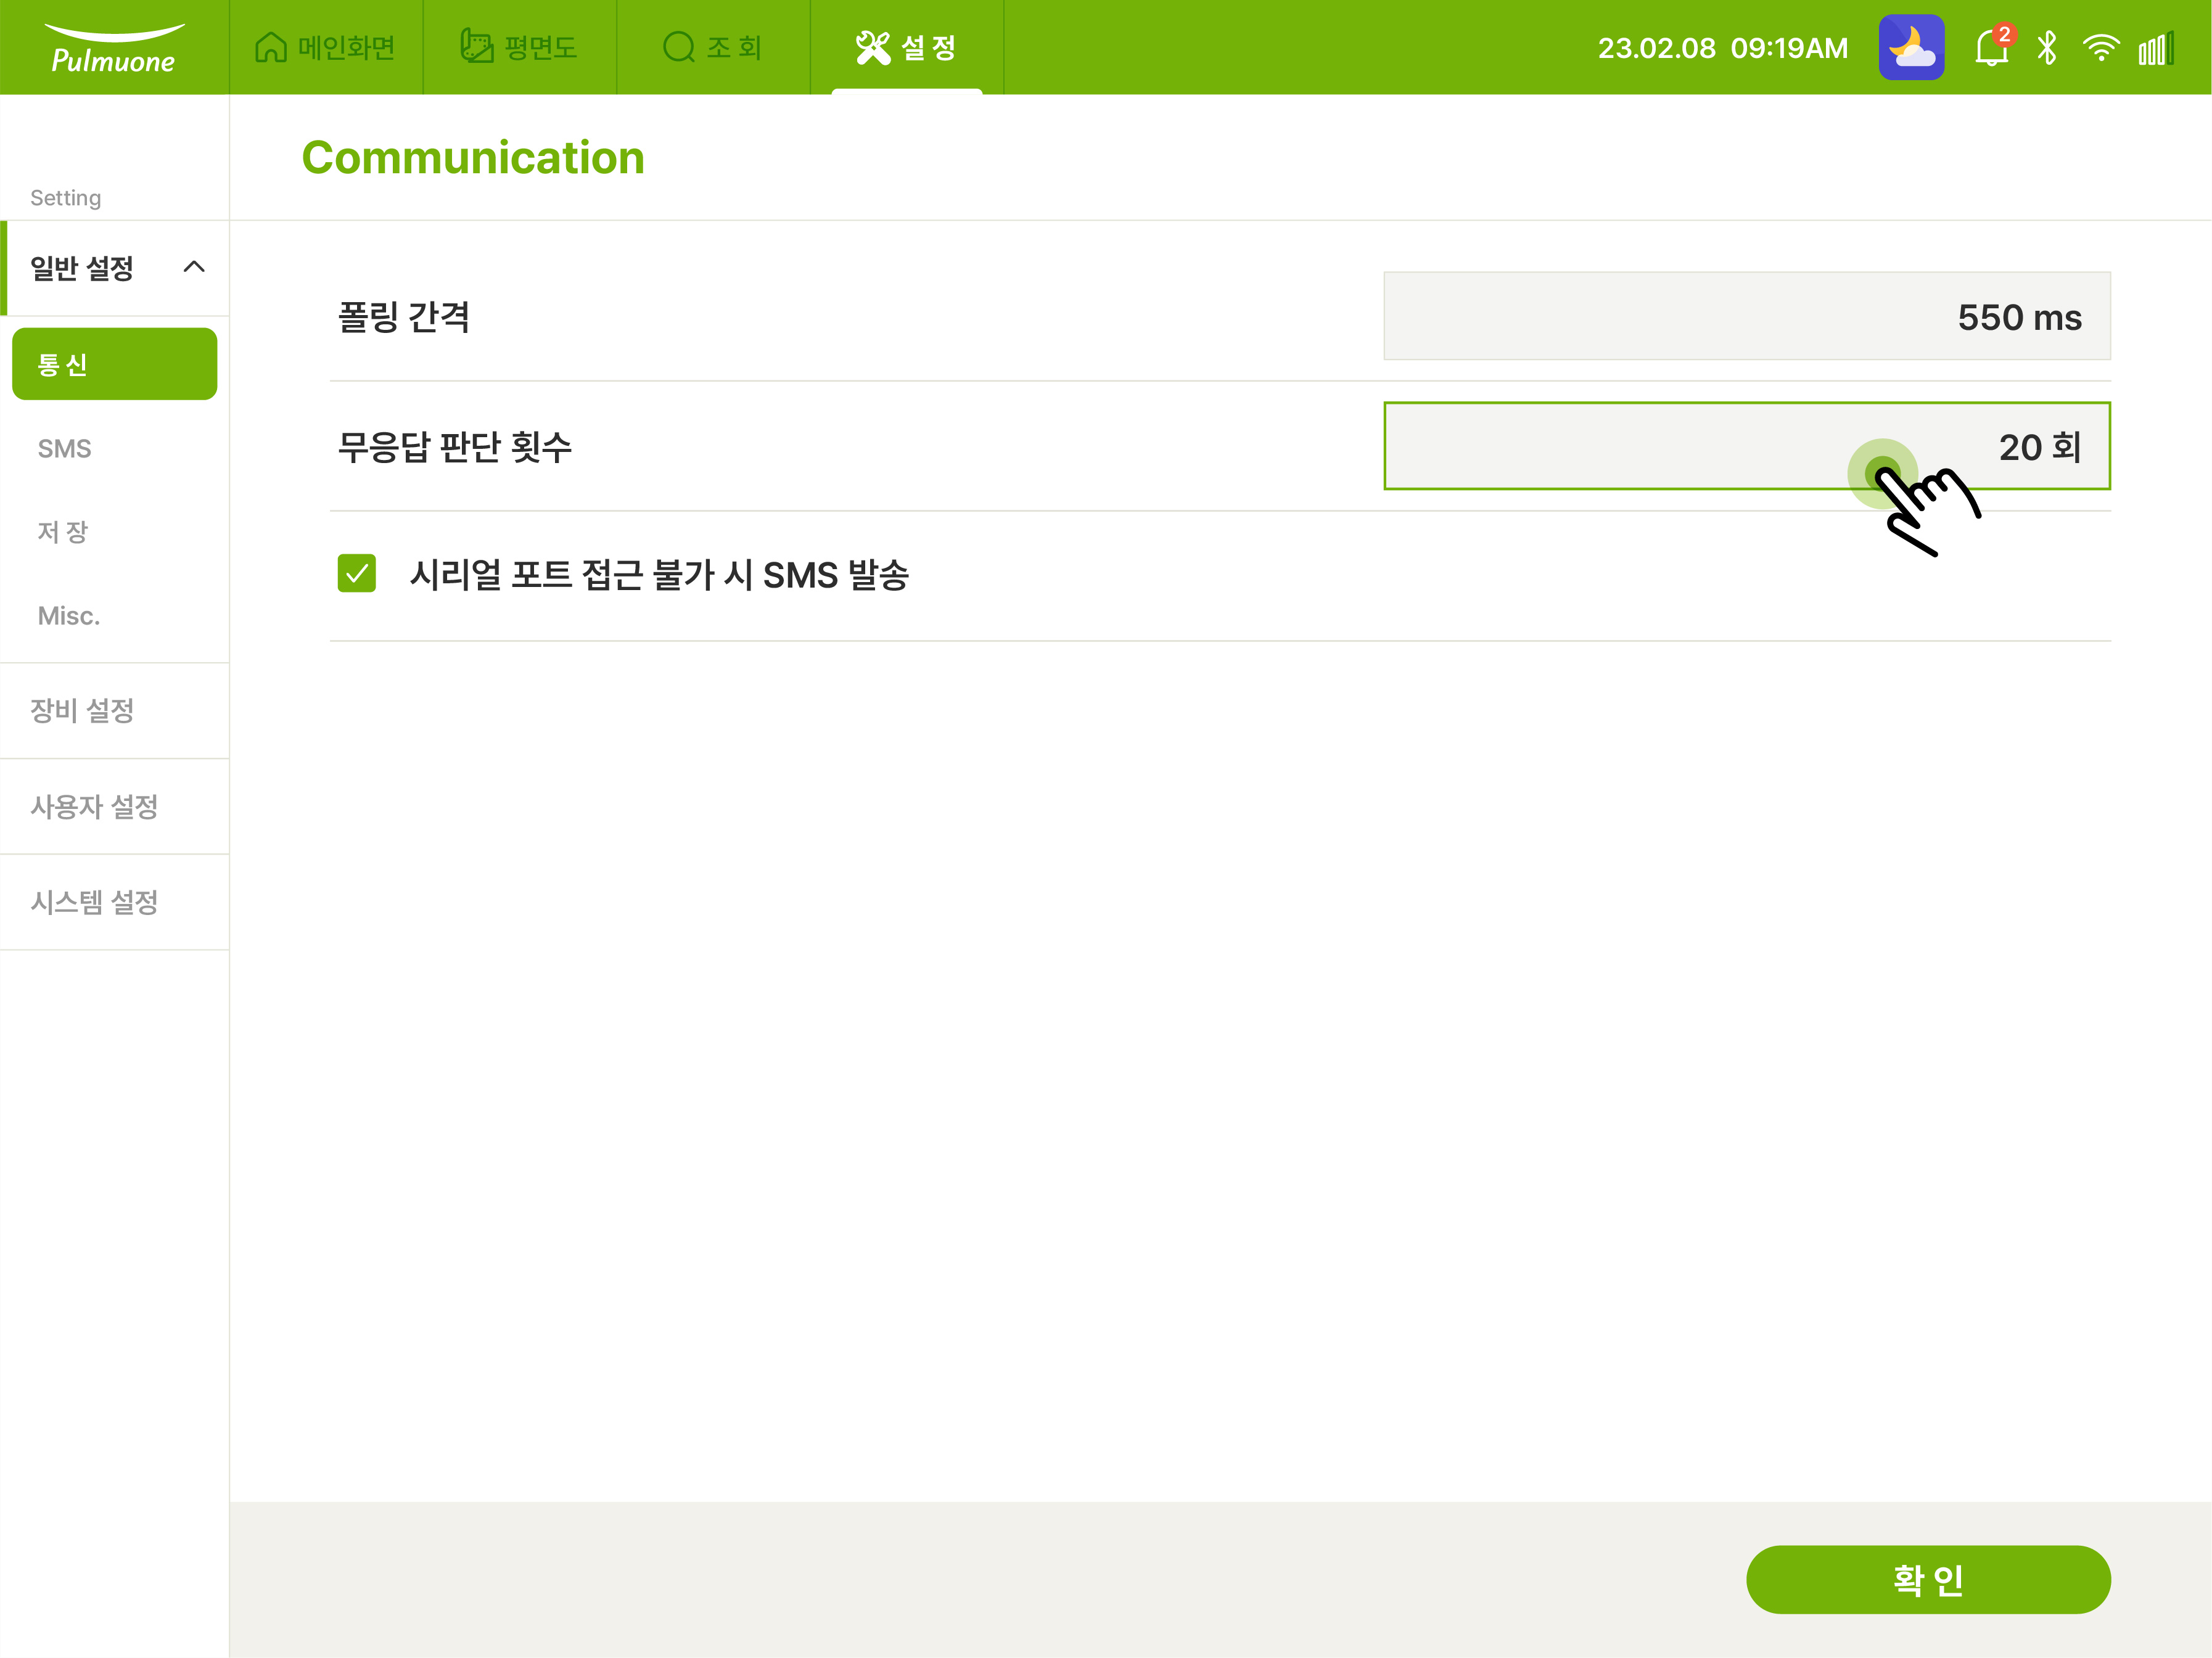 Pulmuone
메인화면
평면도
조 회
설 정
23.02.08 09:19AM
2
Communication
Setting
일반 설정
통 신
SMS
저 장
Misc.
장비 설정
사용자 설정
시스템 설정
폴링 간격
550 ms
무응답 판단 횟수
20 회
시리얼 포트 접근 불가 시 SMS 발송
확 인